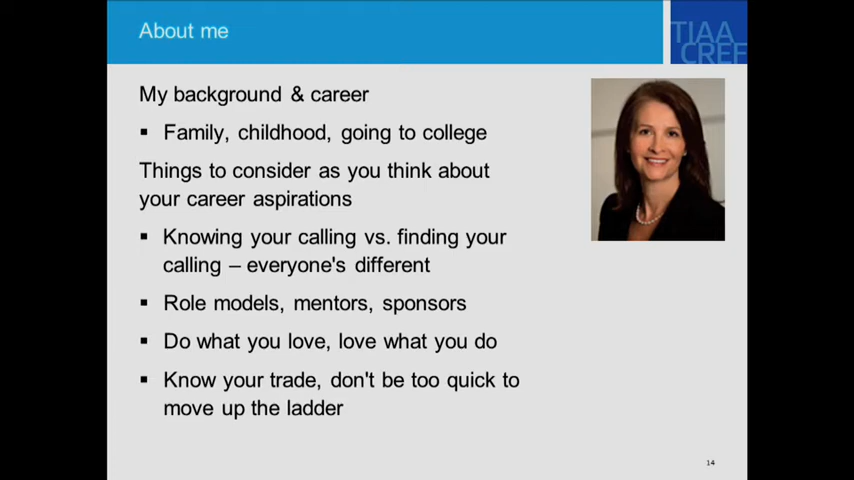 About me
TIAA
CREF
My background & career
▪ Family, childhood, going to college
Things to consider as you think about
your career aspirations
▪ Knowing your calling vs. finding your
calling – everyone's different
▪ Role models, mentors, sponsors
▪ Do what you love, love what you do
▪ Know your trade, don't be too quick to
move up the ladder
14